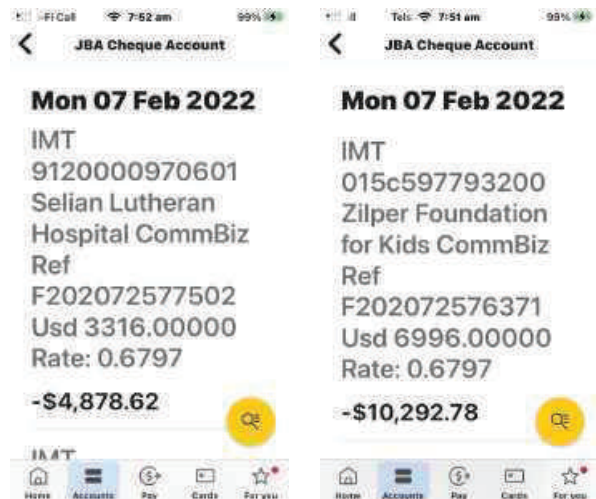 7:52 am 99%
JBA Cheque Account
Mon 07 Feb 2022
IMT
9120000970601
Selian Lutheran
Hospital CommBiz
Ref
F202072577502
Usd 3316.00000
Rate: 0.6797
-$4,878.62
IMT
Home Accounts Pay Cards For you
Tels 7:51 am 99%
JBA Cheque Account
Mon 07 Feb 2022
IMT
015c597793200
Zilper Foundation
for Kids CommBiz
Ref
F202072576371
Usd 6996.00000
Rate: 0.6797
-$10,292.78
Home Accounts Pay Cards For you